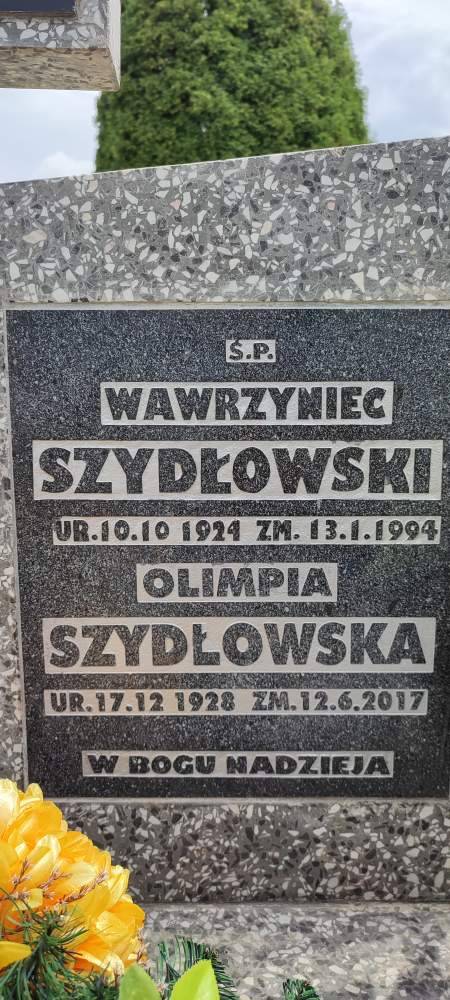 Ś.P.
WAWRZYNIEC
SZYDŁOWSKI
UR.10.10 1924 ZM. 13.1.1994
OLIMPIA
SZYDŁOWSKA
UR.17.12 1928 ZM.12.6.2017
W BOGU NADZIEJA